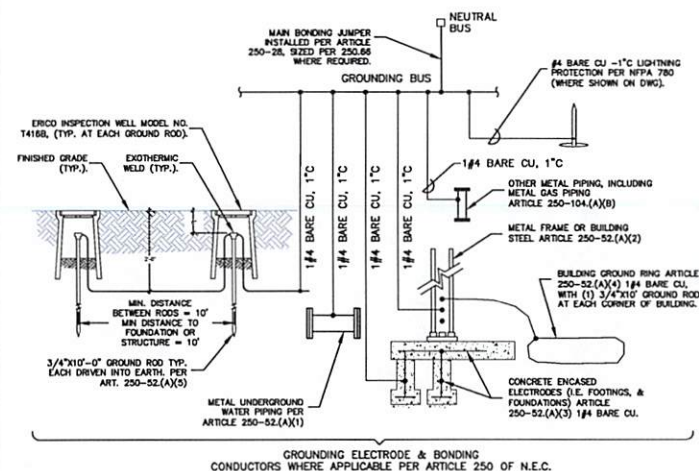 NEUTRAL
BUS
MAIN BONDING JUMPER
INSTALLED PER ARTICLE
250-28, SIZED PER 250.66
WHERE REQUIRED.
#4 BARE CU -1"C LIGHTNING
PROTECTION PER NFPA 780
(WHERE SHOWN ON DWG).
GROUNDING BUS
ERICO INSPECTION WELL MODEL NO.
T416B, (TYP. AT EACH GROUND ROD).
FINISHED GRADE
(TYP.).
EXOTHERMIC
WELD (TYP.).
1#4 BARE CU, 1"C
1#4 BARE CU, 1"C
1#4 BARE CU, 1"C
1#4 BARE CU, 1"C
1#4 BARE CU, 1"C
OTHER METAL PIPING, INCLUDING
METAL GAS PIPING
ARTICLE 250-104.(A)(B)
METAL FRAME OR BUILDING
STEEL ARTICLE 250-52.(A)(2)
BUILDING GROUND RING ARTICLE
250-52.(A)(4) 1#4 BARE CU,
WITH (1) 3/4"X10' GROUND ROD
AT EACH CORNER OF BUILDING.
2'-6"
MIN. DISTANCE
BETWEEN RODS = 10'
MIN DISTANCE TO
FOUNDATION OR
STRUCTURE = 10'
3/4"X10'-0" GROUND ROD TYP.
EACH DRIVEN INTO EARTH. PER
ART. 250-52.(A)(5)
METAL UNDERGROUND
WATER PIPING PER
ARTICLE 250-52.(A)(1)
CONCRETE ENCASED
ELECTRODES (I.E. FOOTINGS, &
FOUNDATIONS) ARTICLE
250-52.(A)(3) 1#4 BARE CU.
GROUNDING ELECTRODE & BONDING
CONDUCTORS WHERE APPLICABLE PER ARTICLE 250 OF N.E.C.